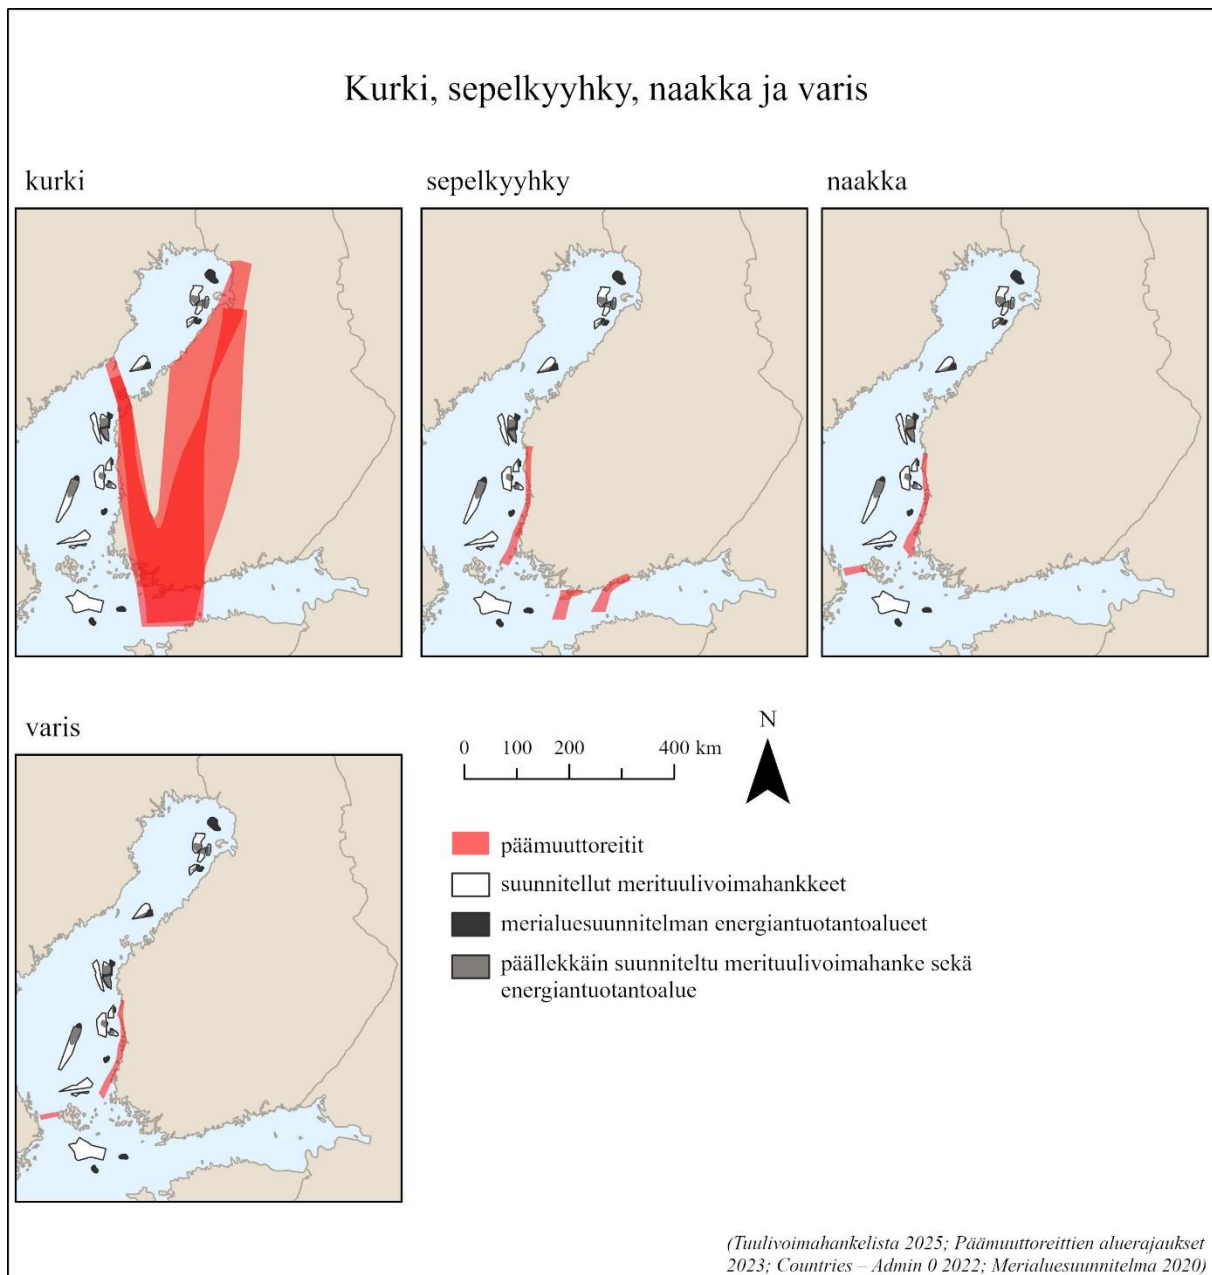 Kurki, sepelkyyhky, naakka ja varis
kurki
sepelkyyhky
naakka
varis
0 100 200 400 km
N
päämuuttoreitit
suunnitellut merituulivoimahankkeet
merialuesuunnitelman energiantuotantoalueet
päällekkäin suunniteltu merituulivoimahanke sekä
energiantuotantoalue
(Tuulivoimahankelista 2025; Päämuuttoreittien aluerajaukset
2023; Countries – Admin 0 2022; Merialuesuunnitelma 2020)